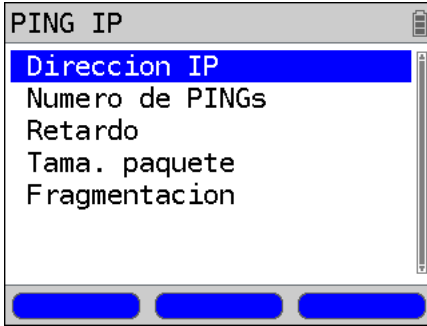 PING IP
Direccion IP
Numero de PINGs
Retardo
Tama. paquete
Fragmentacion